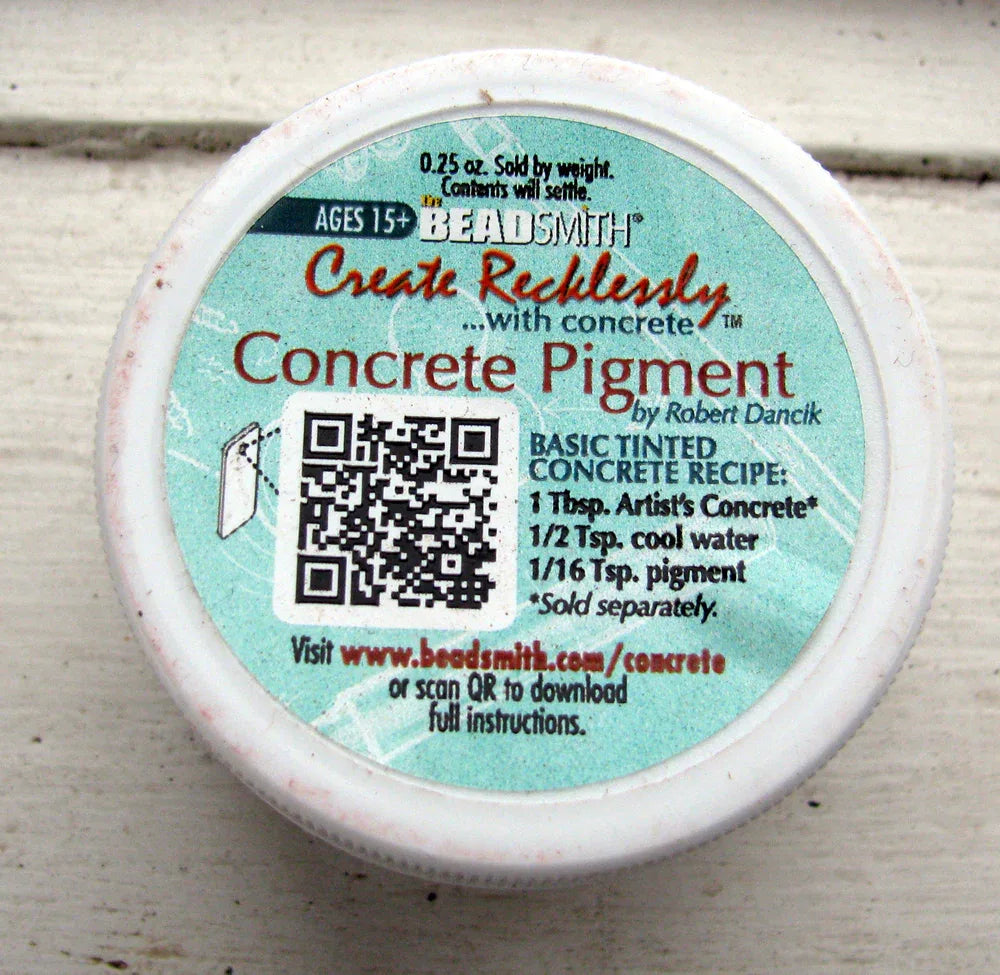 0.25 oz. Sold by weight.
Contents will settle.
AGES 15+
the BEADSMITH®
Create Recklessly
...with concrete™
Concrete Pigment
by Robert Dancik
BASIC TINTED
CONCRETE RECIPE:
1 Tbsp. Artist's Concrete*
1/2 Tsp. cool water
1/16 Tsp. pigment
*Sold separately.
Visit www.beadsmith.com/concrete
or scan QR to download
full instructions.